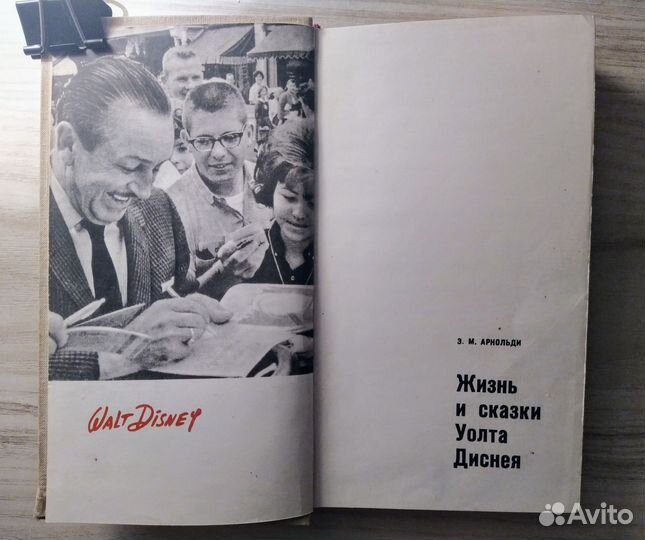 WALT DISNEY
Э. М. АРНОЛЬДИ
Жизнь
и сказки
Уолта
Диснея
Avito